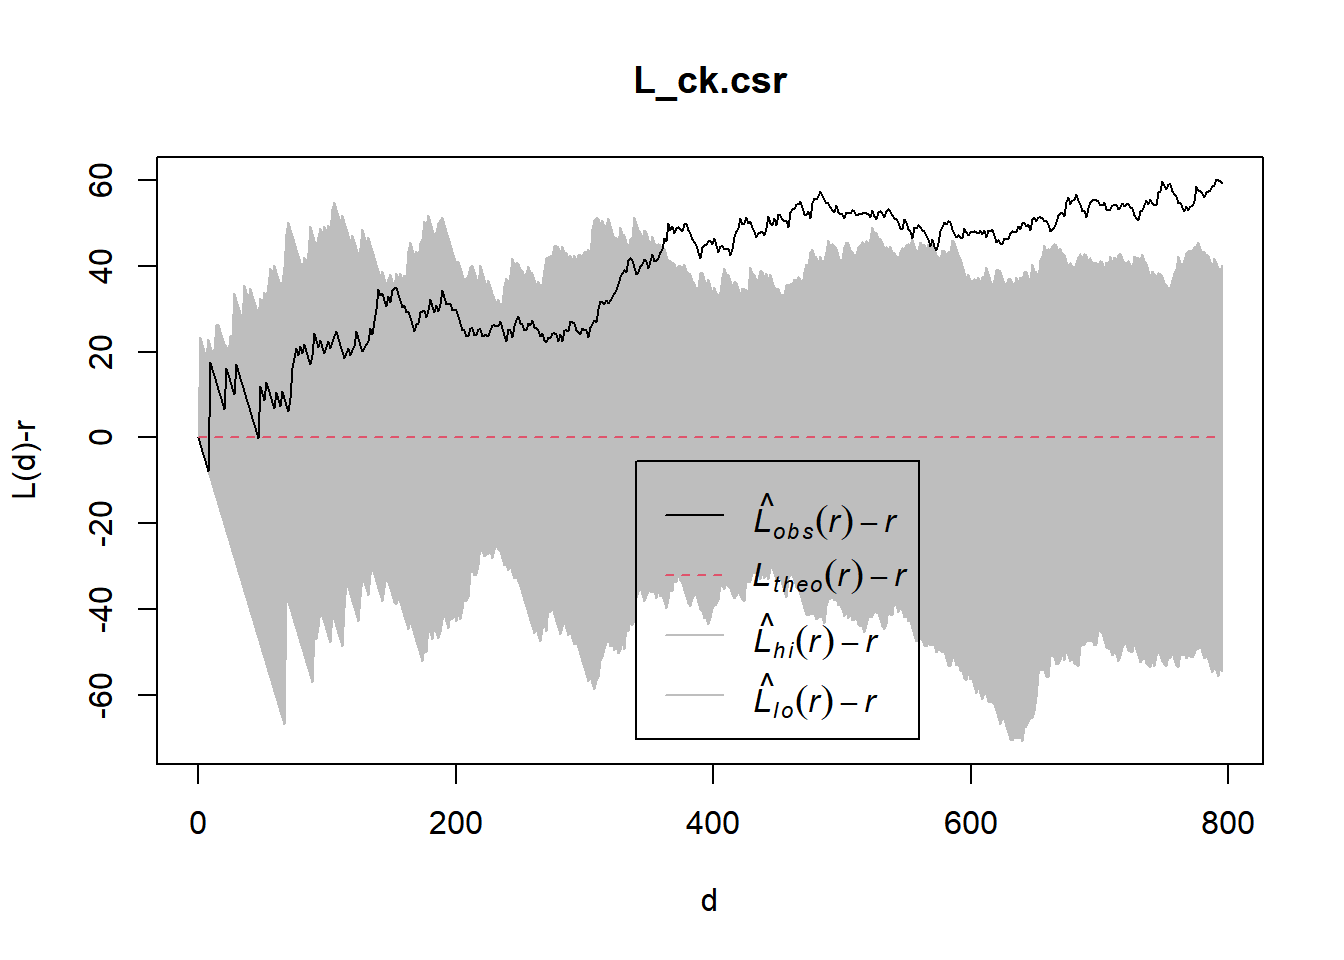 L_ck.csr
60
40
20
0
-20
-40
-60
L(d)-r
L̂obs(r) − r
Ltheo(r) − r
L̂hi(r) − r
L̂lo(r) − r
0 200 400 600 800
d